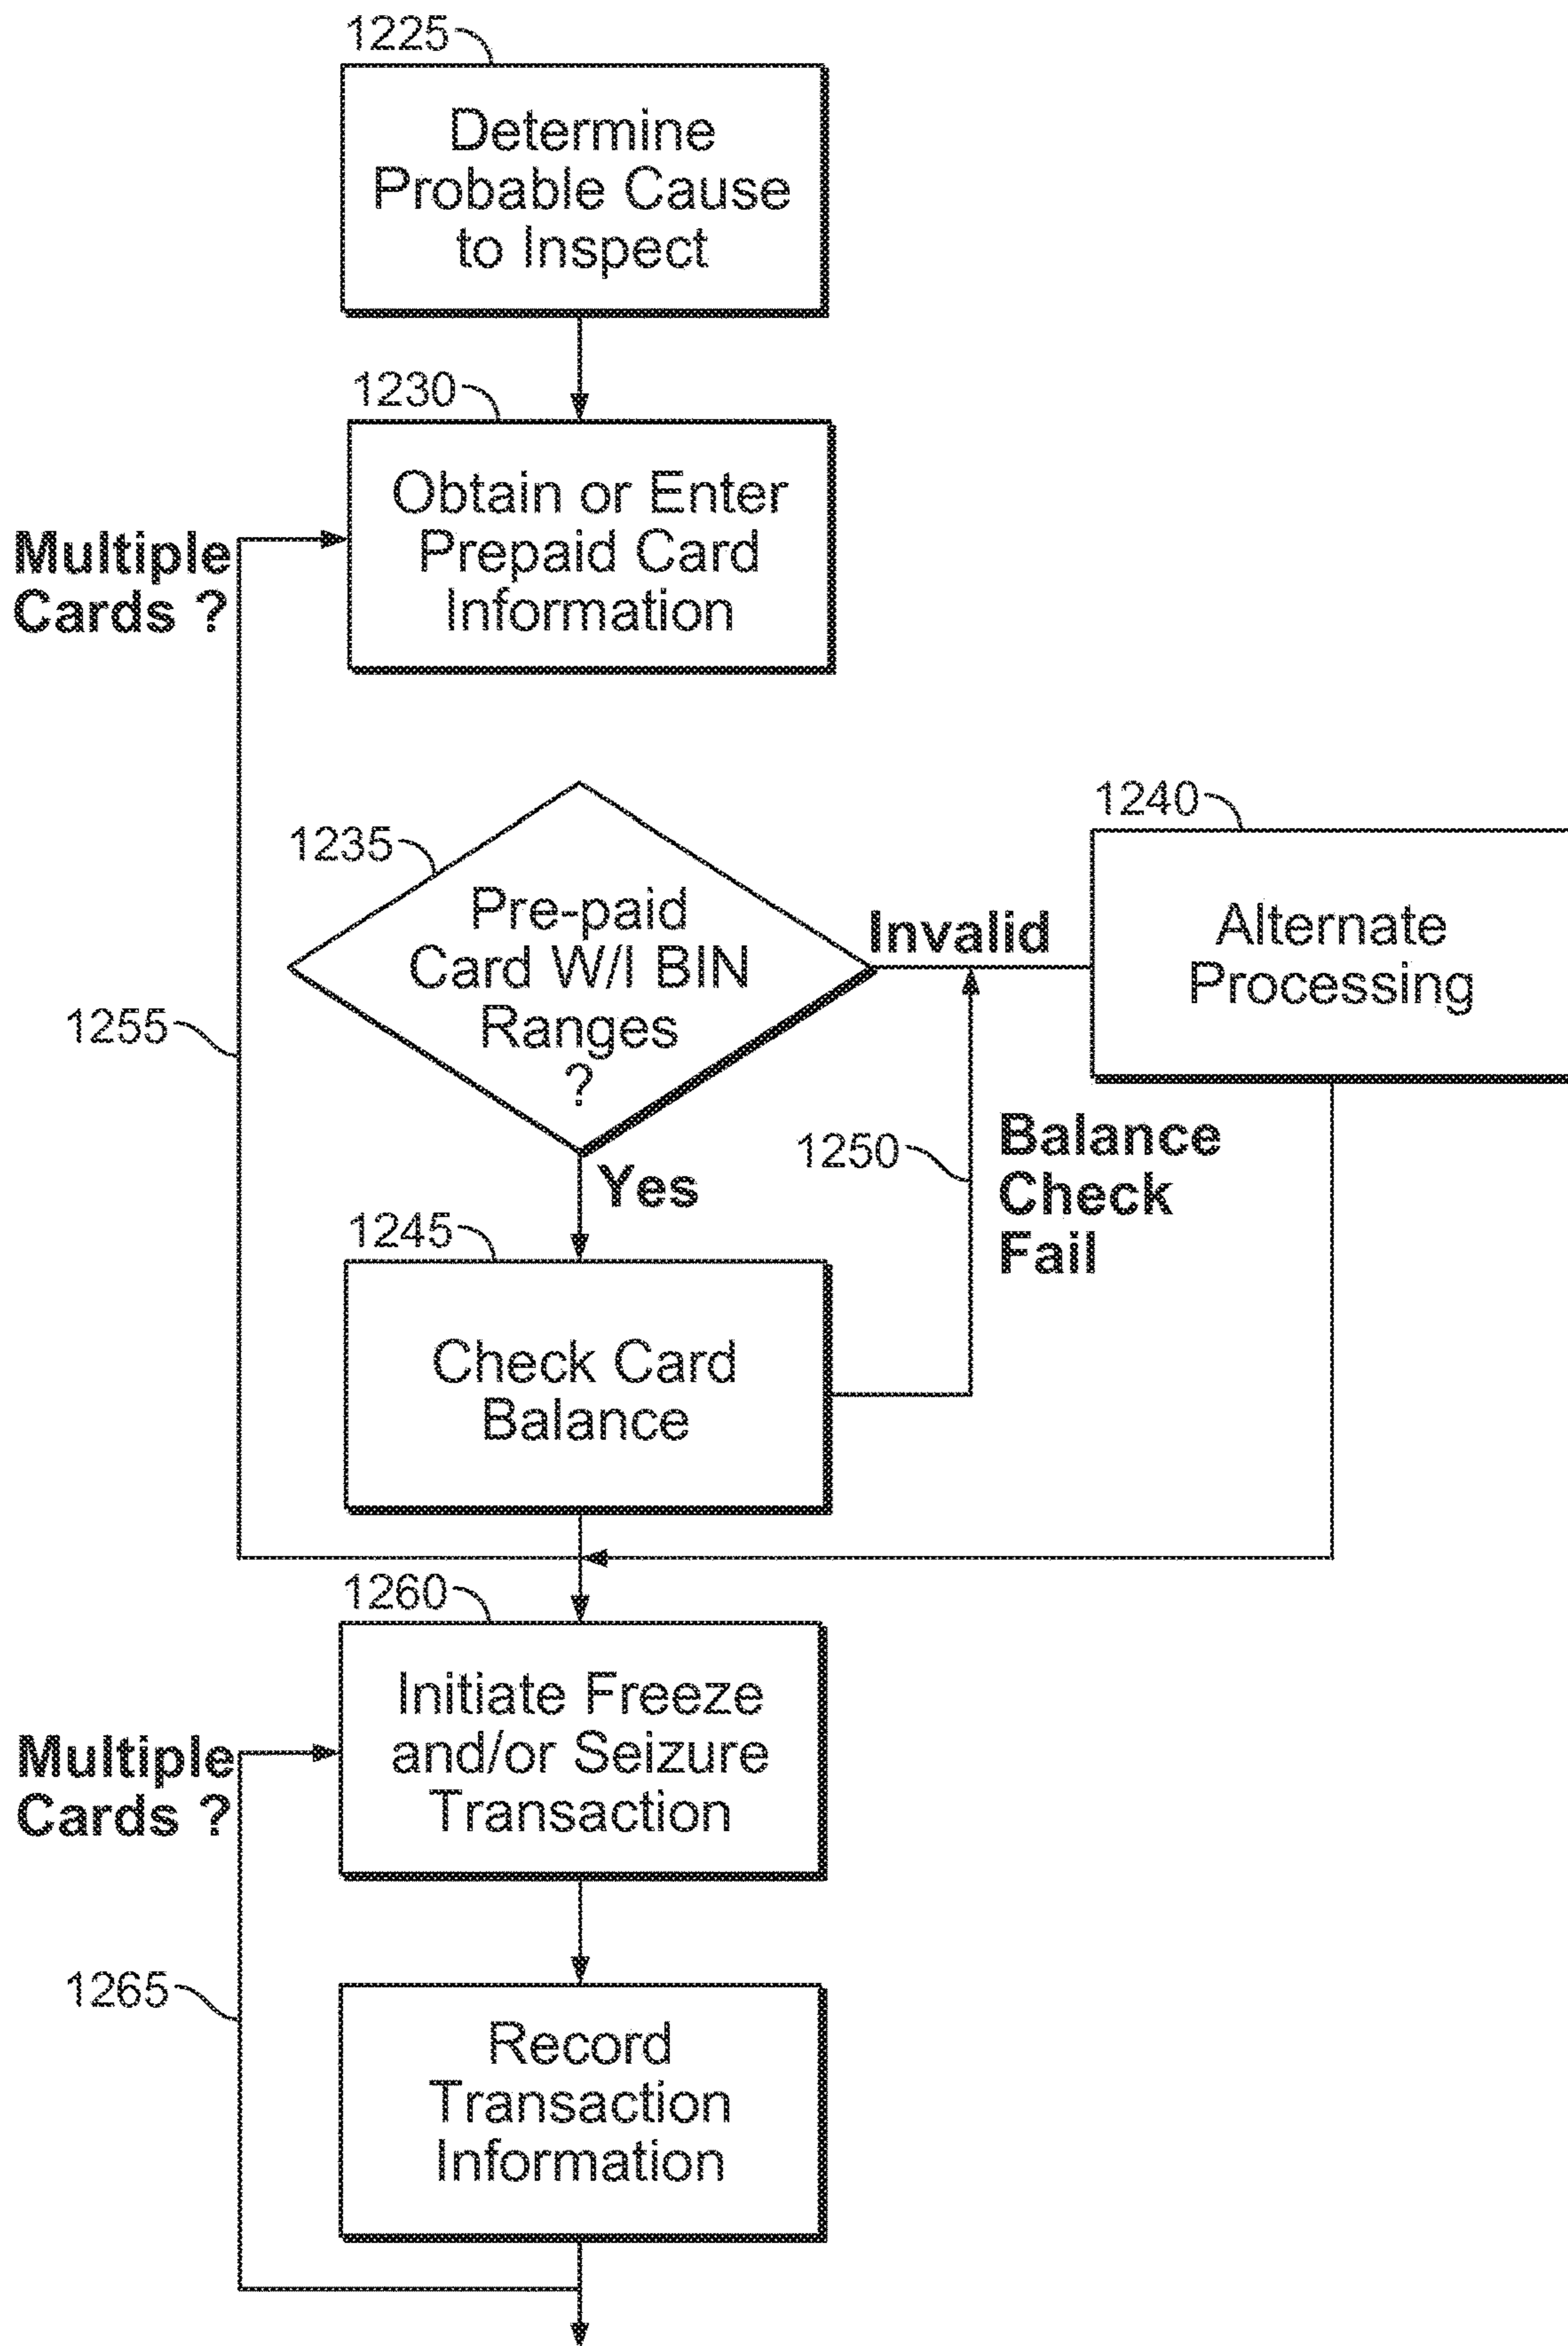 1225
Determine
Probable Cause
to Inspect
1230
Obtain or Enter
Prepaid Card
Information
Multiple
Cards ?
1235
Pre-paid
Card W/I BIN
Ranges
?
Invalid
1240
Alternate
Processing
1255
Yes
1250
Balance
Check
Fail
1245
Check Card
Balance
1260
Initiate Freeze
and/or Seizure
Transaction
Multiple
Cards ?
1265
Record
Transaction
Information